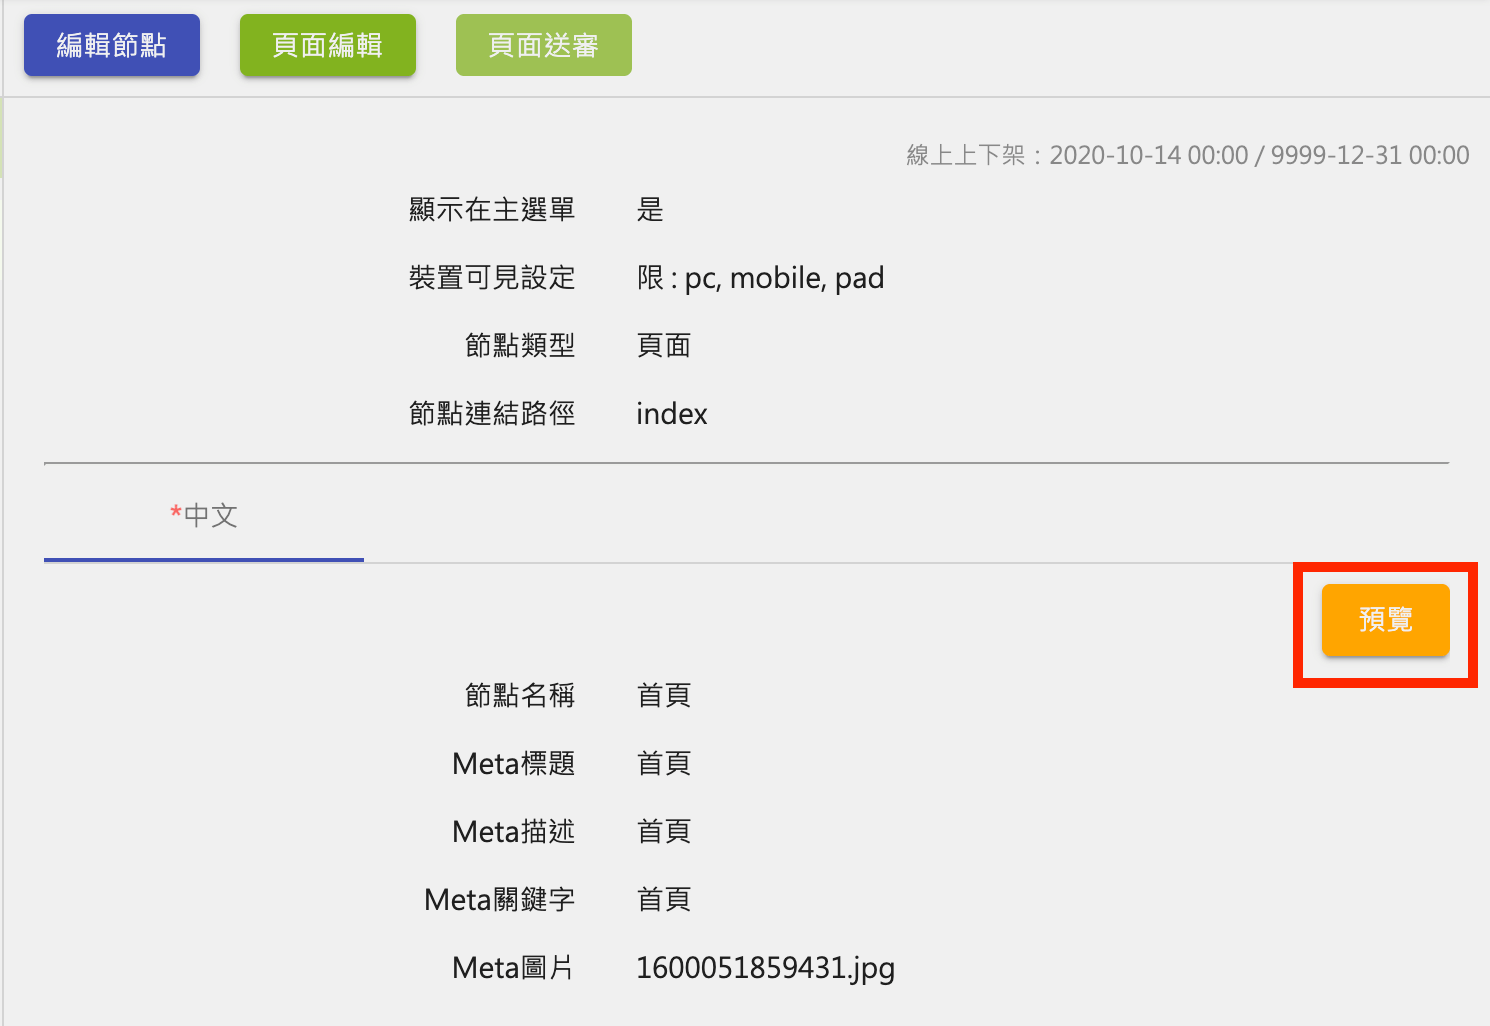 編輯節點 頁面編輯 頁面送審
線上上下架：2020-10-14 00:00 / 9999-12-31 00:00
顯示在主選單 是
裝置可見設定 限 : pc, mobile, pad
節點類型 頁面
節點連結路徑 index
*中文
預覽
節點名稱 首頁
Meta標題 首頁
Meta描述 首頁
Meta關鍵字 首頁
Meta圖片 1600051859431.jpg